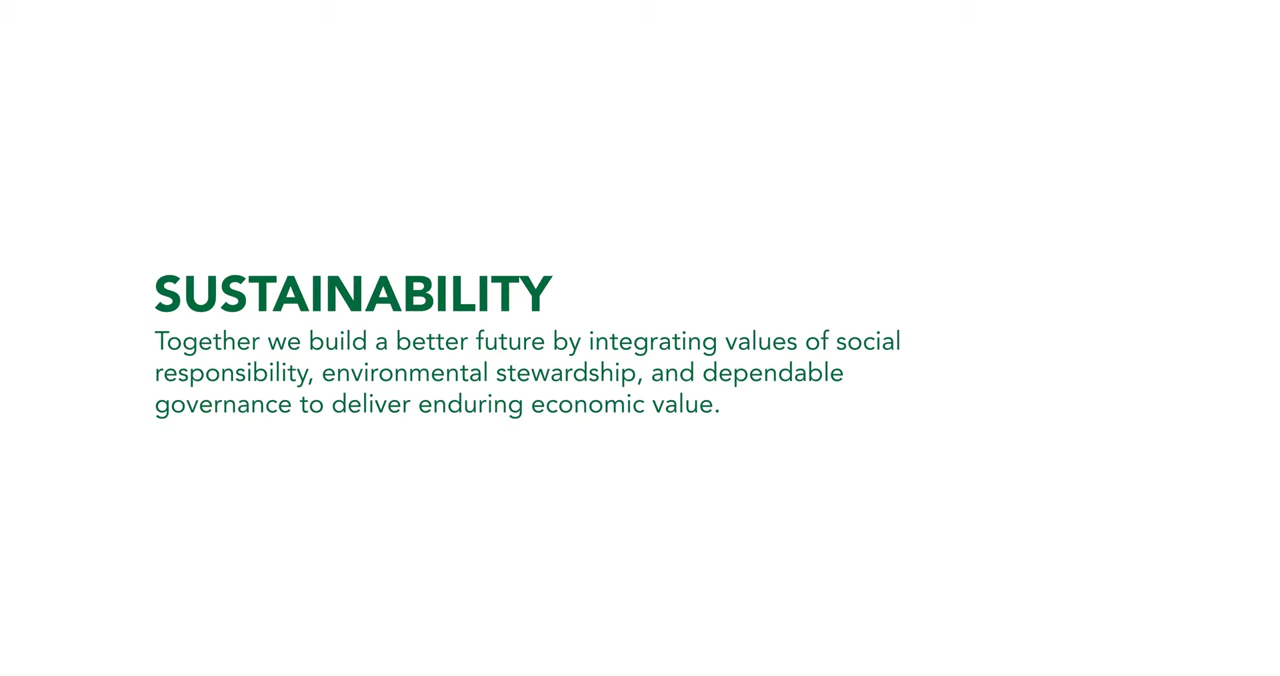 SUSTAINABILITY
Together we build a better future by integrating values of social
responsibility, environmental stewardship, and dependable
governance to deliver enduring economic value.